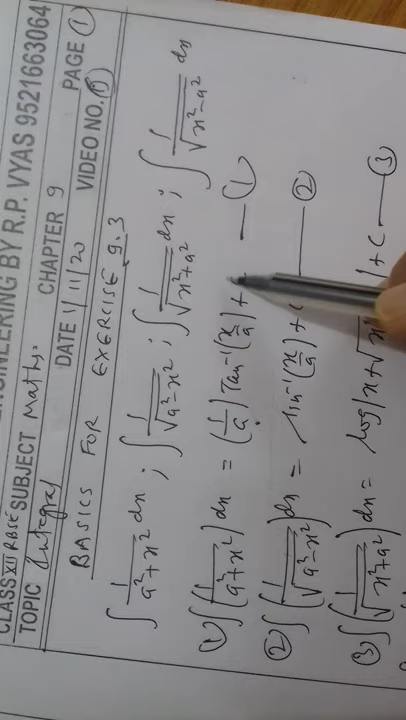 ENGINEERING BY R.P. VYAS 9521663064
CLASS XII RBSE SUBJECT Maths. CHAPTER 9 PAGE ①
TOPIC Integral DATE 1/11/20 VIDEO NO. ①
BASICS FOR EXERCISE 9.3
∫ 1/(a²+x²) dx ; ∫ 1/√(a²-x²) ; ∫ 1/√(x²+a²) dx ; ∫ 1/√(x²-a²) dx
① ∫ (1/(a²+x²)) dx = (1/a) Tan⁻¹(x/a) + — ①
② ∫ (1/√(a²-x²)) dx = sin⁻¹(x/a) + C — ②
③ ∫ (1/√(x²+a²)) dx = log|x+√x | + C — ③